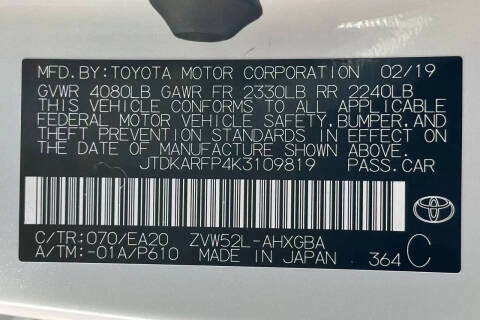 MFD.BY:TOYOTA MOTOR CORPORATION 02/19
GVWR 4080LB GAWR FR 2330LB RR 2240LB
THIS VEHICLE CONFORMS TO ALL APPLICABLE
FEDERAL MOTOR VEHICLE SAFETY,BUMPER,AND
THEFT PREVENTION STANDARDS IN EFFECT ON
THE DATE OF MANUFACTURE SHOWN ABOVE.
JTDKARFP4K3109819 PASS.CAR
C/TR:070/EA20 ZVW52L-AHXGBA
A/TM:-01A/P610 MADE IN JAPAN 364 C
TOYOTA